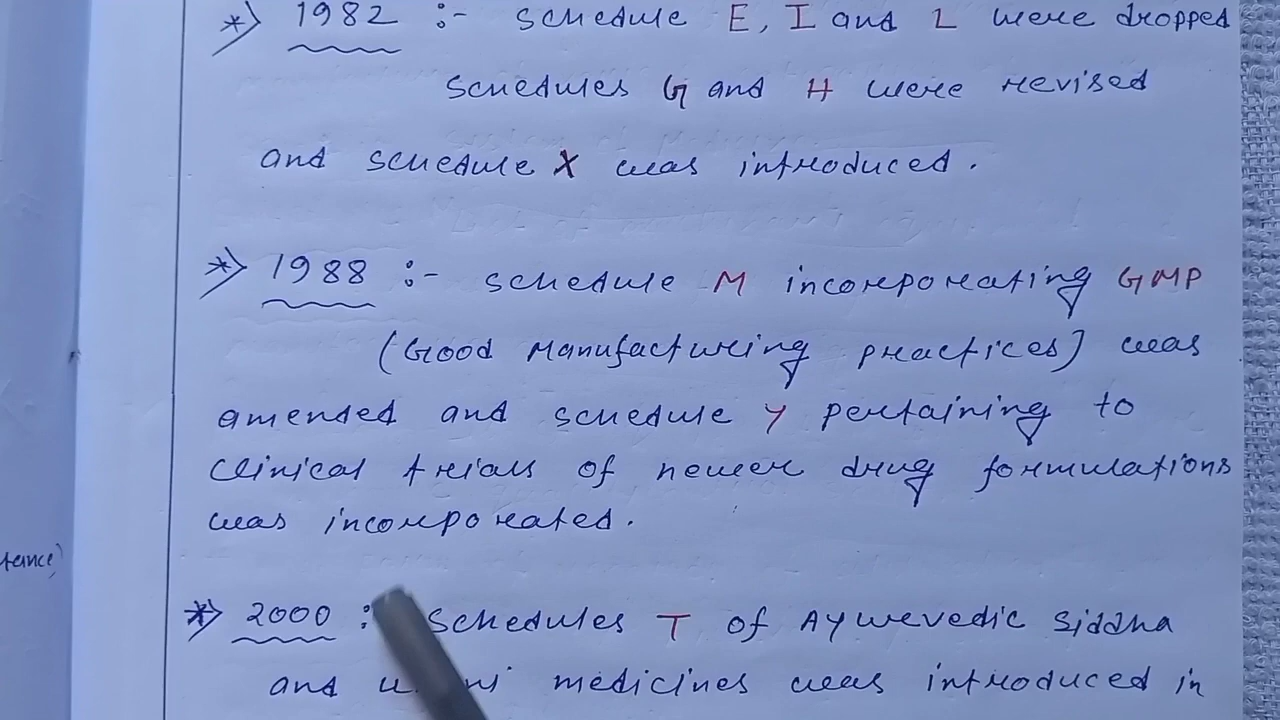 *> 1982 :- Schedule E, I and L were dropped
Schedules G and H were revised
and schedule X was introduced.
*> 1988 :- Schedule M incorporating GMP
(Good Manufacturing practices) was
amended and schedule Y pertaining to
Clinical trials of newer drug formulations
was incorporated.
*> 2000 : Schedules T of Ayurvedic Siddha
and medicines was introduced in